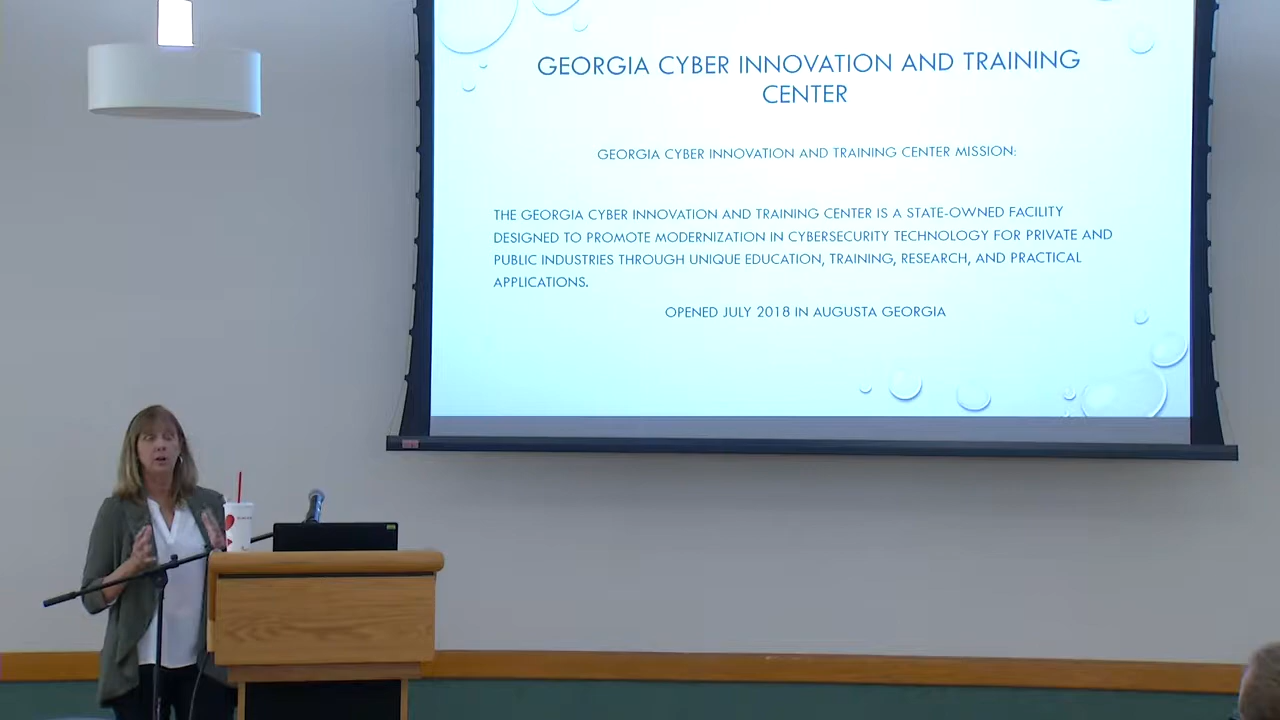 GEORGIA CYBER INNOVATION AND TRAINING
CENTER
GEORGIA CYBER INNOVATION AND TRAINING CENTER MISSION:
THE GEORGIA CYBER INNOVATION AND TRAINING CENTER IS A STATE-OWNED FACILITY
DESIGNED TO PROMOTE MODERNIZATION IN CYBERSECURITY TECHNOLOGY FOR PRIVATE AND
PUBLIC INDUSTRIES THROUGH UNIQUE EDUCATION, TRAINING, RESEARCH, AND PRACTICAL
APPLICATIONS.
OPENED JULY 2018 IN AUGUSTA GEORGIA